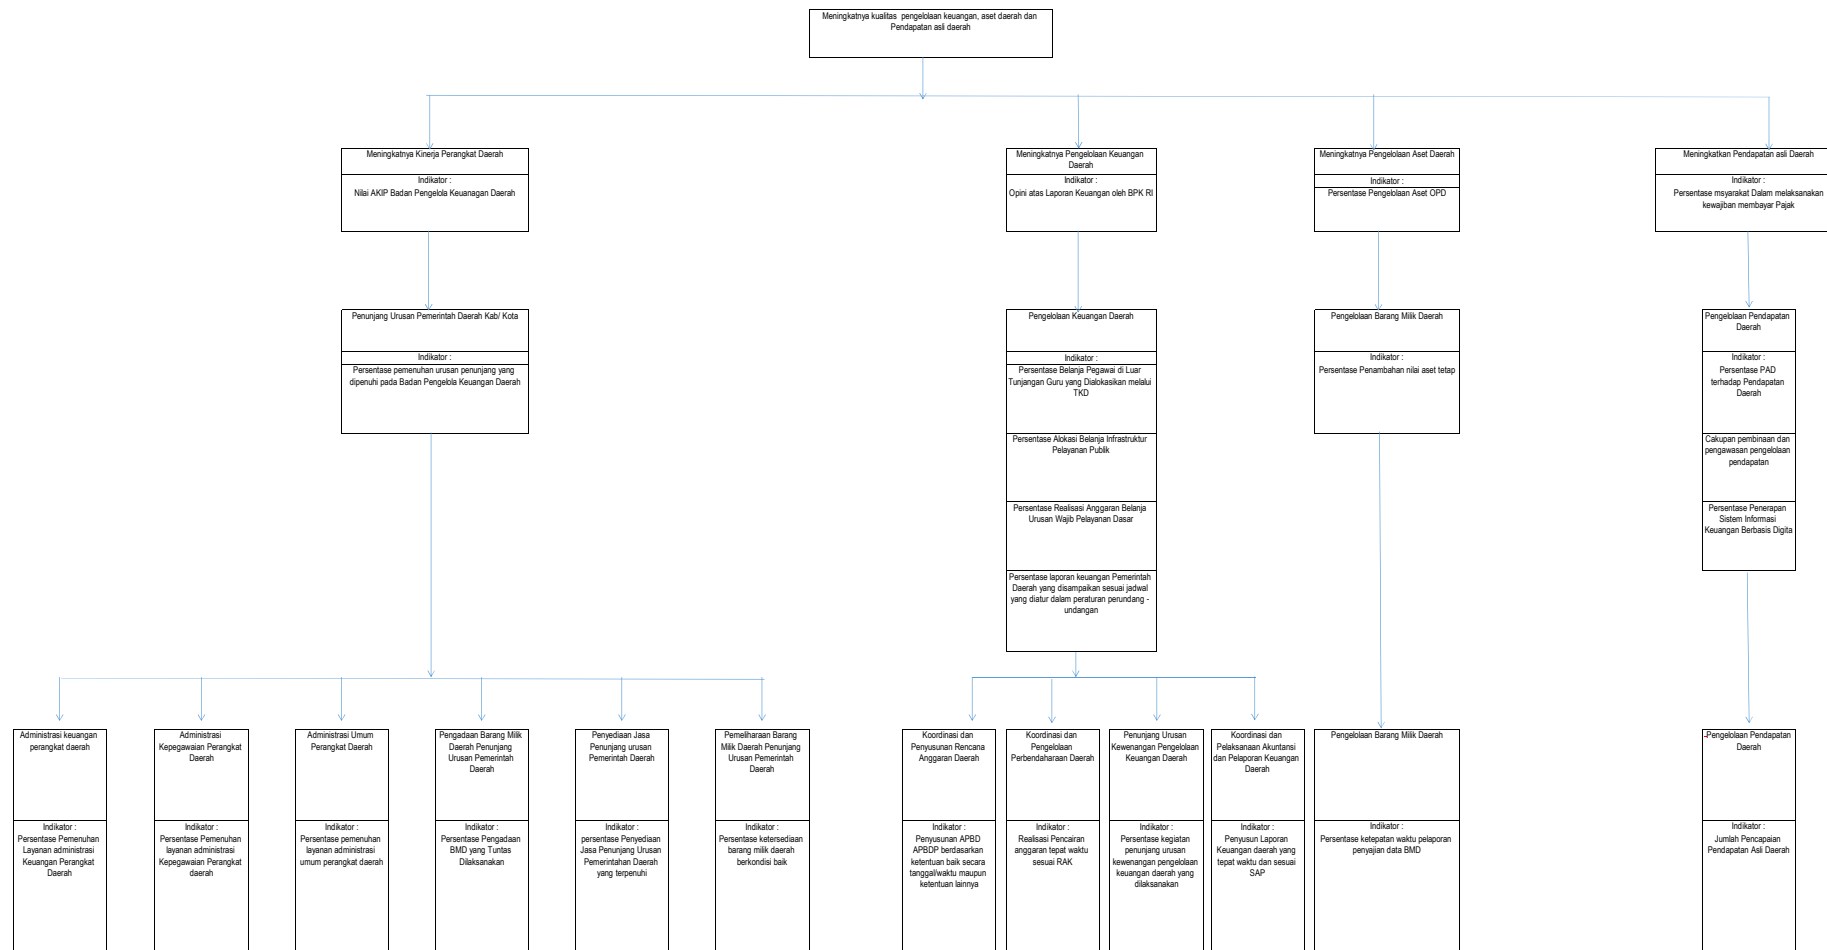 Meningkatnya kualitas  pengelolaan keuangan, aset daerah dan
Pendapatan asli daerah
Meningkatnya Kinerja Perangkat Daerah
Indikator :
Nilai AKIP Badan Pengelola Keuanagan Daerah
Meningkatnya Pengelolaan Keuangan
Daerah
Indikator :
Opini atas Laporan Keuangan oleh BPK RI
Meningkatnya Pengelolaan Aset Daerah
Indikator :
Persentase Pengelolaan Aset OPD
Meningkatkan Pendapatan asli Daerah
Indikator :
Persentase msyarakat Dalam melaksanakan
kewajiban membayar Pajak
Penunjang Urusan Pemerintah Daerah Kab/ Kota
Indikator :
Persentase pemenuhan urusan penunjang yang
dipenuhi pada Badan Pengelola Keuangan Daerah
Pengelolaan Keuangan Daerah
Indikator :
Persentase Belanja Pegawai di Luar
Tunjangan Guru yang Dialokasikan melalui
TKD
Persentase Alokasi Belanja Infrastruktur
Pelayanan Publik
Persentase Realisasi Anggaran Belanja
Urusan Wajib Pelayanan Dasar
Persentase laporan keuangan Pemerintah
Daerah yang disampaikan sesuai jadwal
yang diatur dalam peraturan perundang -
undangan
Pengelolaan Barang Milik Daerah
Indikator :
Persentase Penambahan nilai aset tetap
Pengelolaan Pendapatan
Daerah
Indikator :
Persentase PAD
terhadap Pendapatan
Daerah
Cakupan pembinaan dan
pengawasan pengelolaan
pendapatan
Persentase Penerapan
Sistem Informasi
Keuangan Berbasis Digita
Administrasi keuangan
perangkat daerah
Indikator :
Persentase Pemenuhan
Layanan administrasi
Keuangan Perangkat
Daerah
Administrasi
Kepegawaian Perangkat
Daerah
Indikator :
Persentase Pemenuhan
layanan administrasi
Kepegawaian Perangkat
daerah
Administrasi Umum
Perangkat Daerah
Indikator :
Persentase pemenuhan
layanan administrasi
umum perangkat daerah
Pengadaan Barang Milik
Daerah Penunjang
Urusan Pemerintah
Daerah
Indikator :
Persentase Pengadaan
BMD yang Tuntas
Dilaksanakan
Penyediaan Jasa
Penunjang urusan
Pemerintah Daerah
Indikator :
persentase Penyediaan
Jasa Penunjang Urusan
Pemerintahan Daerah
yang terpenuhi
Pemeliharaan Barang
Milik Daerah Penunjang
Urusan Pemerintah
Daerah
Indikator :
Persentase ketersediaan
barang milik daerah
berkondisi baik
Koordinasi dan
Penyusunan Rencana
Anggaran Daerah
Indikator :
Penyusunan APBD
APBDP berdasarkan
ketentuan baik secara
tanggal/waktu maupun
ketentuan lainnya
Koordinasi dan
Pengelolaan
Perbendaharaan Daerah
Indikator :
Realisasi Pencairan
anggaran tepat waktu
sesuai RAK
Penunjang Urusan
Kewenangan Pengelolaan
Keuangan Daerah
Indikator :
Persentase kegiatan
penunjang urusan
kewenangan pengelolaan
keuangan daerah yang
dilaksanakan
Koordinasi dan
Pelaksanaan Akuntansi
dan Pelaporan Keuangan
Daerah
Indikator :
Penyusun Laporan
Keuangan daerah yang
tepat waktu dan sesuai
SAP
Pengelolaan Barang Milik Daerah
Indikator :
Persentase ketepatan waktu pelaporan
penyajian data BMD
-Pengelolaan Pendapatan
Daerah
Indikator :
Jumlah Pencapaian
Pendapatan Asli Daerah